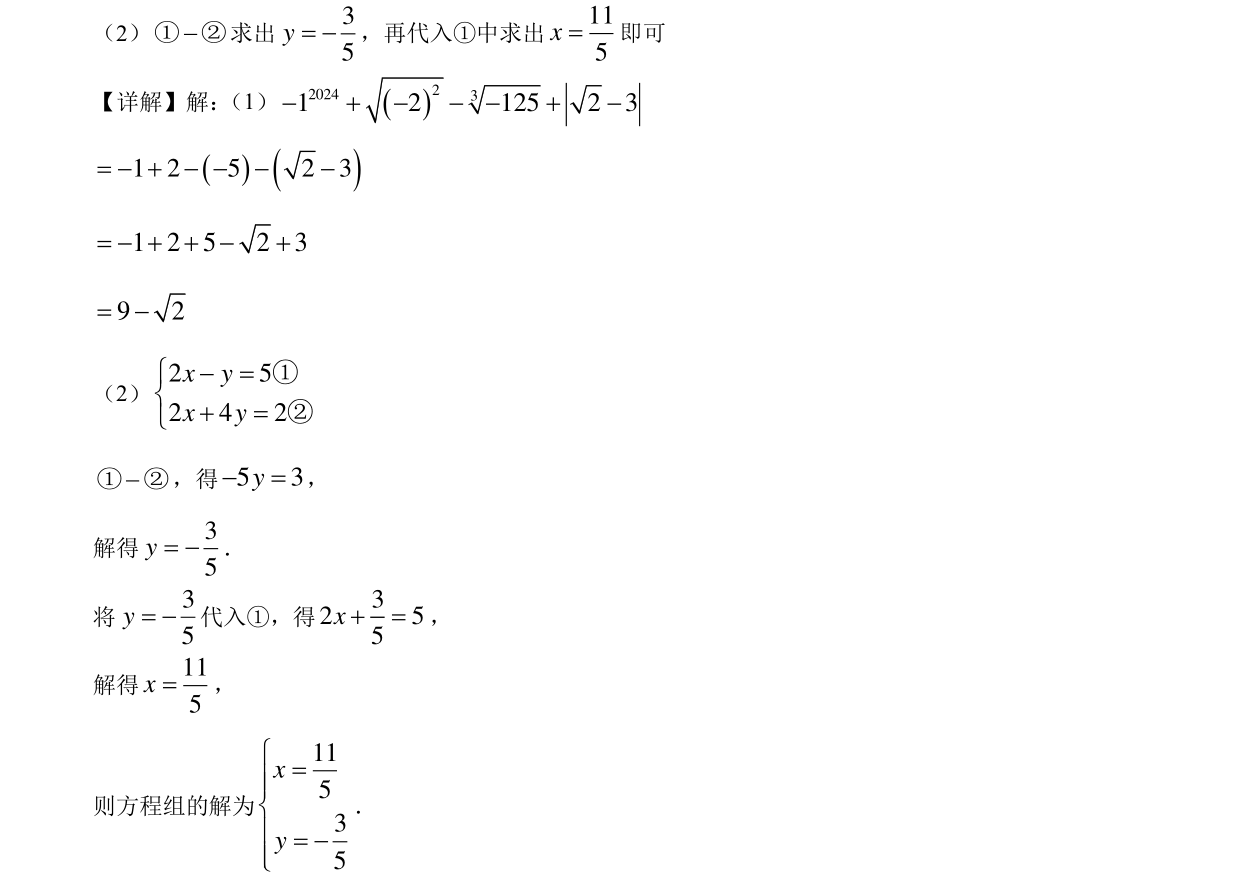 （2）①−②求出 y = −3/5，再代入①中求出 x = 11/5 即可
【详解】解：（1）−1^2024 + √((−2)^2) − ∛(−125) + |√2 − 3|
= −1 + 2 − (−5) − (√2 − 3)
= −1 + 2 + 5 − √2 + 3
= 9 − √2
（2）{ 2x − y = 5①
2x + 4y = 2②
①−②，得 −5y = 3，
解得 y = −3/5．
将 y = −3/5 代入①，得 2x + 3/5 = 5，
解得 x = 11/5，
则方程组的解为 { x = 11/5
y = −3/5 ．